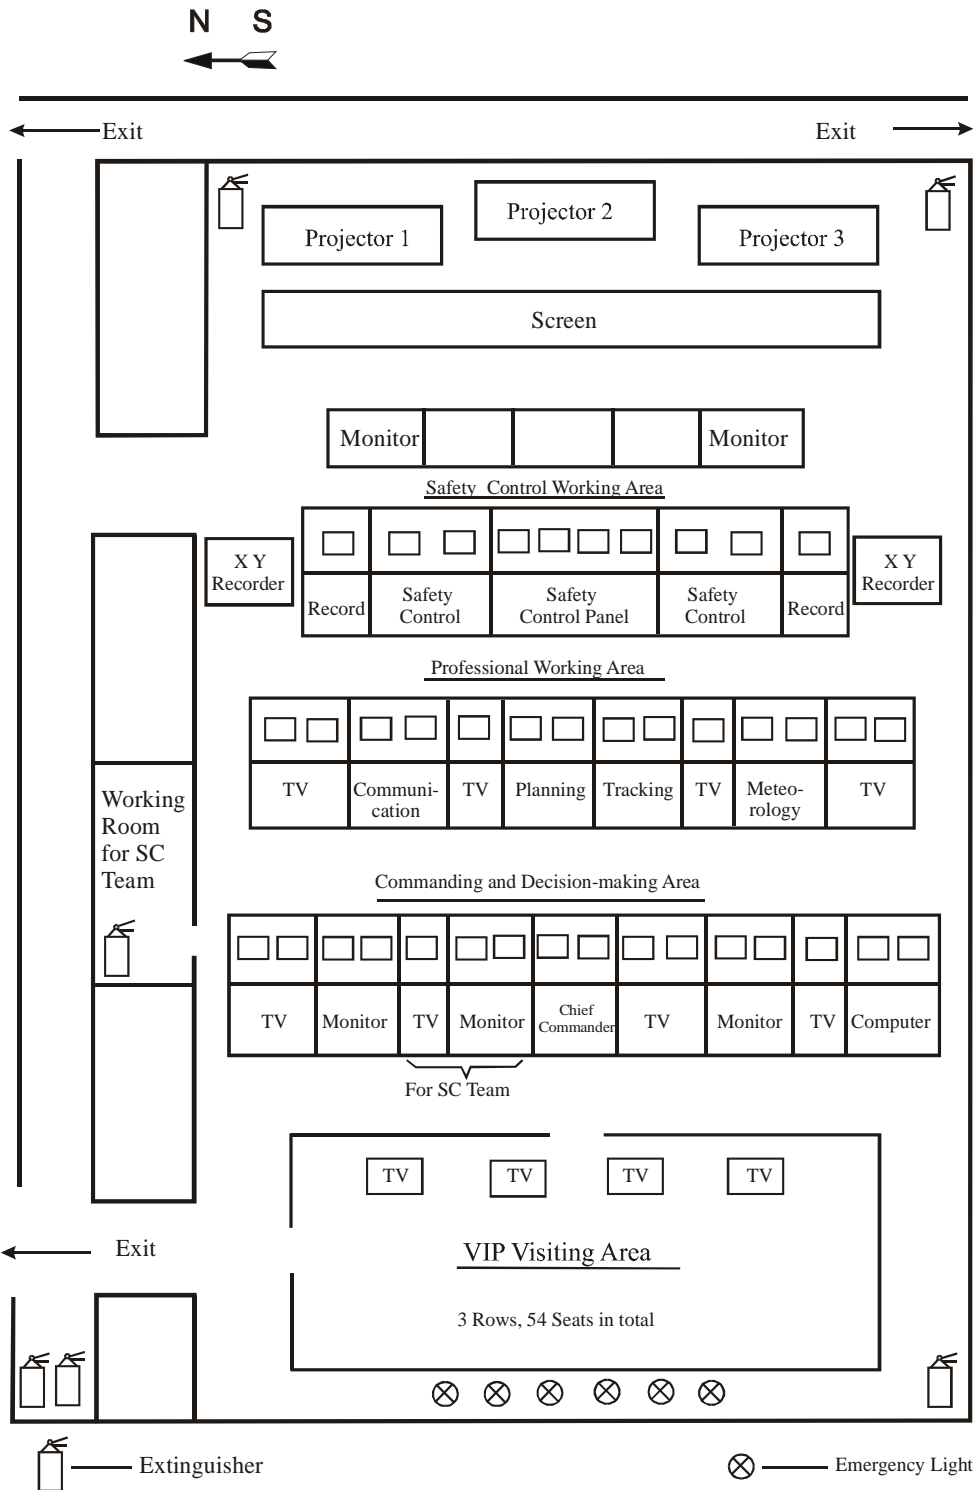 N S
Exit
Exit
Projector 1
Projector 2
Projector 3
Screen
Monitor
Monitor
Safety Control Working Area
X Y
Recorder
Record
Safety
Control
Safety
Control Panel
Safety
Control
Record
X Y
Recorder
Professional Working Area
TV
Communi-
cation
TV
Planning
Tracking
TV
Meteo-
rology
TV
Working
Room
for SC
Team
Commanding and Decision-making Area
TV
Monitor
TV
Monitor
Chief
Commander
TV
Monitor
TV
Computer
For SC Team
TV
TV
TV
TV
Exit
VIP Visiting Area
3 Rows, 54 Seats in total
Extinguisher
Emergency Light